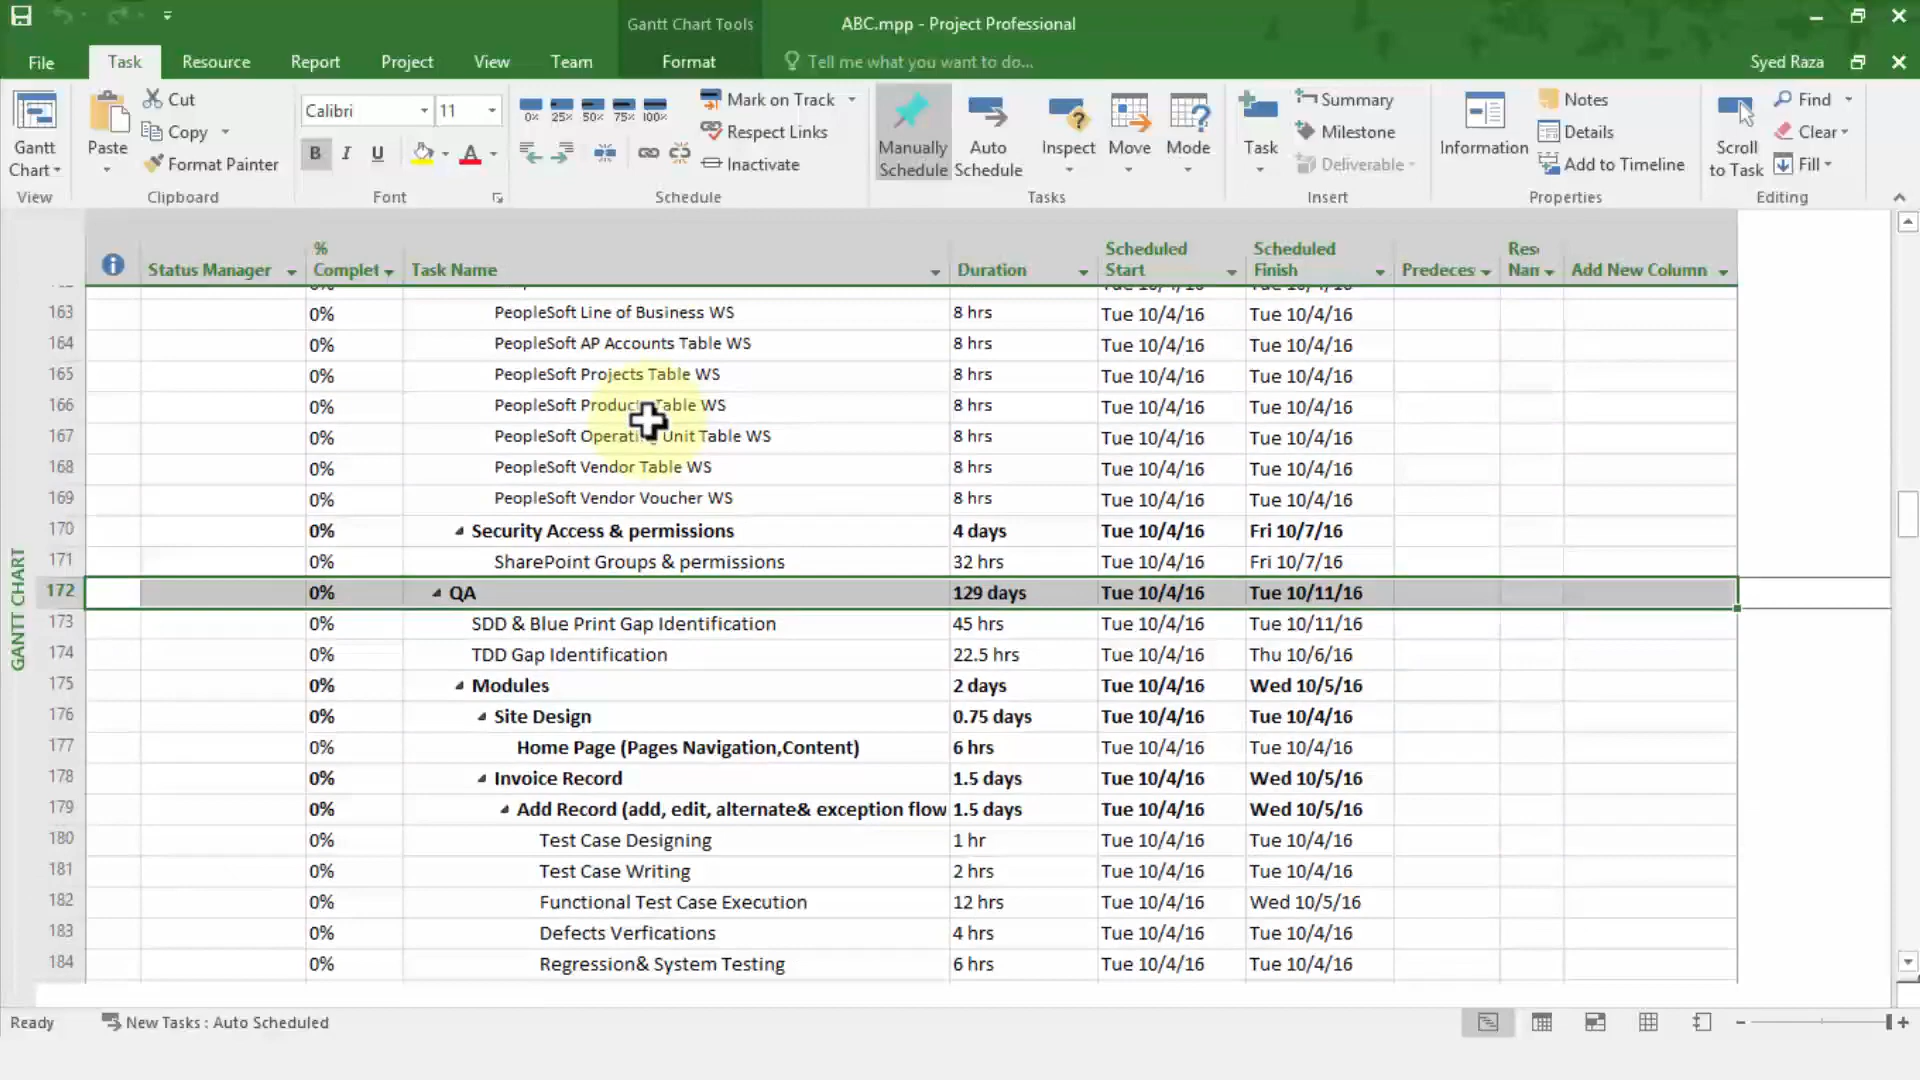 Gantt Chart Tools
ABC.mpp - Project Professional
File Task Resource Report Project View Team Format Tell me what you want to do... Syed Raza
Gantt
Chart
View
Paste
Cut
Copy
Format Painter
Clipboard
Calibri 11
B I U A
Font
0% 25% 50% 75% 100%
Mark on Track
Respect Links
Inactivate
Schedule
Manually
Schedule
Auto
Schedule
Inspect
Move
Mode
Tasks
Task
Summary
Milestone
Deliverable
Insert
Information
Notes
Details
Add to Timeline
Properties
Scroll
to Task
Find
Clear
Fill
Editing
GANTT CHART
Status Manager
%
Complet
Task Name
Duration
Scheduled
Start
Scheduled
Finish
Predeces
Res
Nan
Add New Column
163 0% PeopleSoft Line of Business WS 8 hrs Tue 10/4/16 Tue 10/4/16
164 0% PeopleSoft AP Accounts Table WS 8 hrs Tue 10/4/16 Tue 10/4/16
165 0% PeopleSoft Projects Table WS 8 hrs Tue 10/4/16 Tue 10/4/16
166 0% PeopleSoft Product Table WS 8 hrs Tue 10/4/16 Tue 10/4/16
167 0% PeopleSoft Operating Unit Table WS 8 hrs Tue 10/4/16 Tue 10/4/16
168 0% PeopleSoft Vendor Table WS 8 hrs Tue 10/4/16 Tue 10/4/16
169 0% PeopleSoft Vendor Voucher WS 8 hrs Tue 10/4/16 Tue 10/4/16
170 0% Security Access & permissions 4 days Tue 10/4/16 Fri 10/7/16
171 0% SharePoint Groups & permissions 32 hrs Tue 10/4/16 Fri 10/7/16
172 0% QA 129 days Tue 10/4/16 Tue 10/11/16
173 0% SDD & Blue Print Gap Identification 45 hrs Tue 10/4/16 Tue 10/11/16
174 0% TDD Gap Identification 22.5 hrs Tue 10/4/16 Thu 10/6/16
175 0% Modules 2 days Tue 10/4/16 Wed 10/5/16
176 0% Site Design 0.75 days Tue 10/4/16 Tue 10/4/16
177 0% Home Page (Pages Navigation,Content) 6 hrs Tue 10/4/16 Tue 10/4/16
178 0% Invoice Record 1.5 days Tue 10/4/16 Wed 10/5/16
179 0% Add Record (add, edit, alternate& exception flow 1.5 days Tue 10/4/16 Wed 10/5/16
180 0% Test Case Designing 1 hr Tue 10/4/16 Tue 10/4/16
181 0% Test Case Writing 2 hrs Tue 10/4/16 Tue 10/4/16
182 0% Functional Test Case Execution 12 hrs Tue 10/4/16 Wed 10/5/16
183 0% Defects Verfications 4 hrs Tue 10/4/16 Tue 10/4/16
184 0% Regression& System Testing 6 hrs Tue 10/4/16 Tue 10/4/16
Ready New Tasks : Auto Scheduled